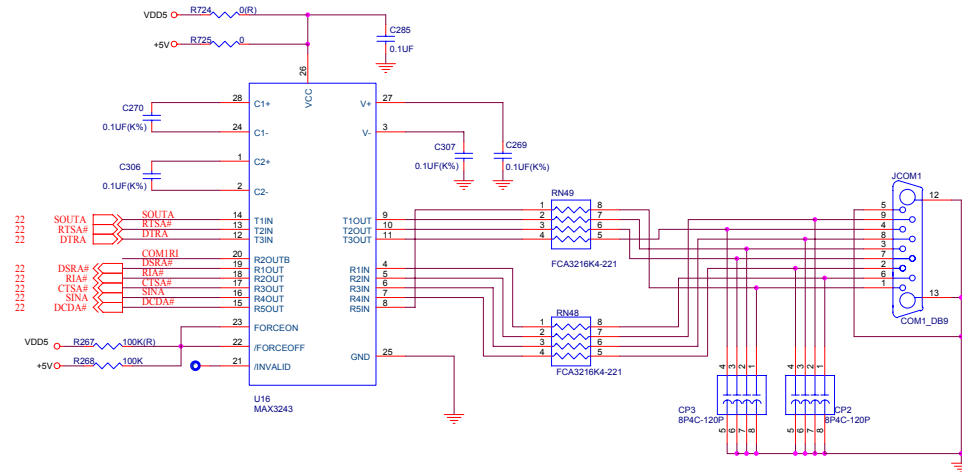 VDD5 R724 0(R)
C285
+5V R725 0
0.1UF
26
VCC
C270 28 C1+ V+ 27
0.1UF(K%) 24 C1- V- 3
C306 1 C2+ C307 C269
0.1UF(K%) 2 C2- 0.1UF(K%) 0.1UF(K%)
RN49 JCOM1
12
22 SOUTA SOUTA 14 T1IN T1OUT 9 1 8 5
22 RTSA# RTSA# 13 T2IN T2OUT 10 2 7 9
22 DTRA DTRA 12 T3IN T3OUT 11 3 6 4
4 5 8
COM1RI 20 R2OUTB FCA3216K4-221 3
22 DSRA# DSRA# 19 R1OUT R1IN 4 7
22 RIA# RIA# 18 R2OUT R2IN 5 2
22 CTSA# CTSA# 17 R3OUT R3IN 6 6
22 SINA SINA 16 R4OUT R4IN 7 1
22 DCDA# DCDA# 15 R5OUT R5IN 8 13
RN48 COM1_DB9
23 FORCEON 1 8
VDD5 R267 100K(R) 22 /FORCEOFF 2 7
3 6
+5V R268 100K 21 /INVALID GND 25 4 5
FCA3216K4-221
U16
MAX3243
4 3 2 1 4 3 2 1
CP3 CP2
8P4C-120P 8P4C-120P
5 6 7 8 5 6 7 8